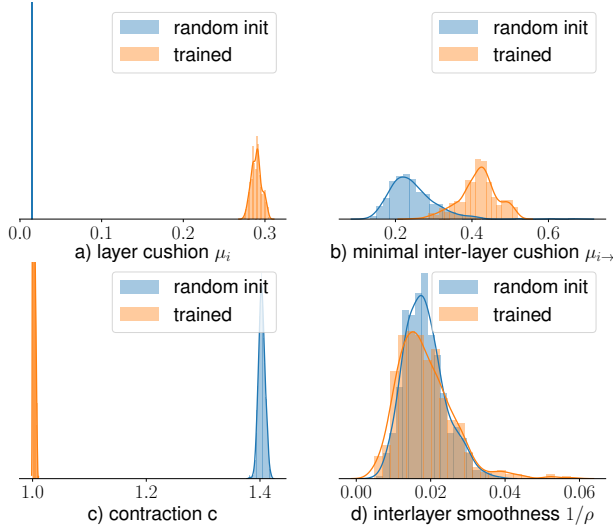 random init
trained
0.0 0.1 0.2 0.3
a) layer cushion μᵢ
random init
trained
0.2 0.4 0.6
b) minimal inter-layer cushion μᵢ→
random init
trained
1.0 1.2 1.4
c) contraction c
random init
trained
0.00 0.02 0.04 0.06
d) interlayer smoothness 1/ρ